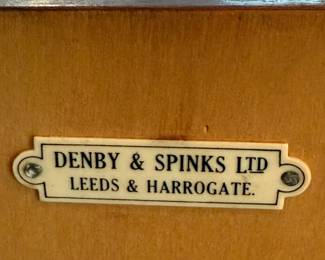 DENBY & SPINKS LTD
LEEDS & HARROGATE.